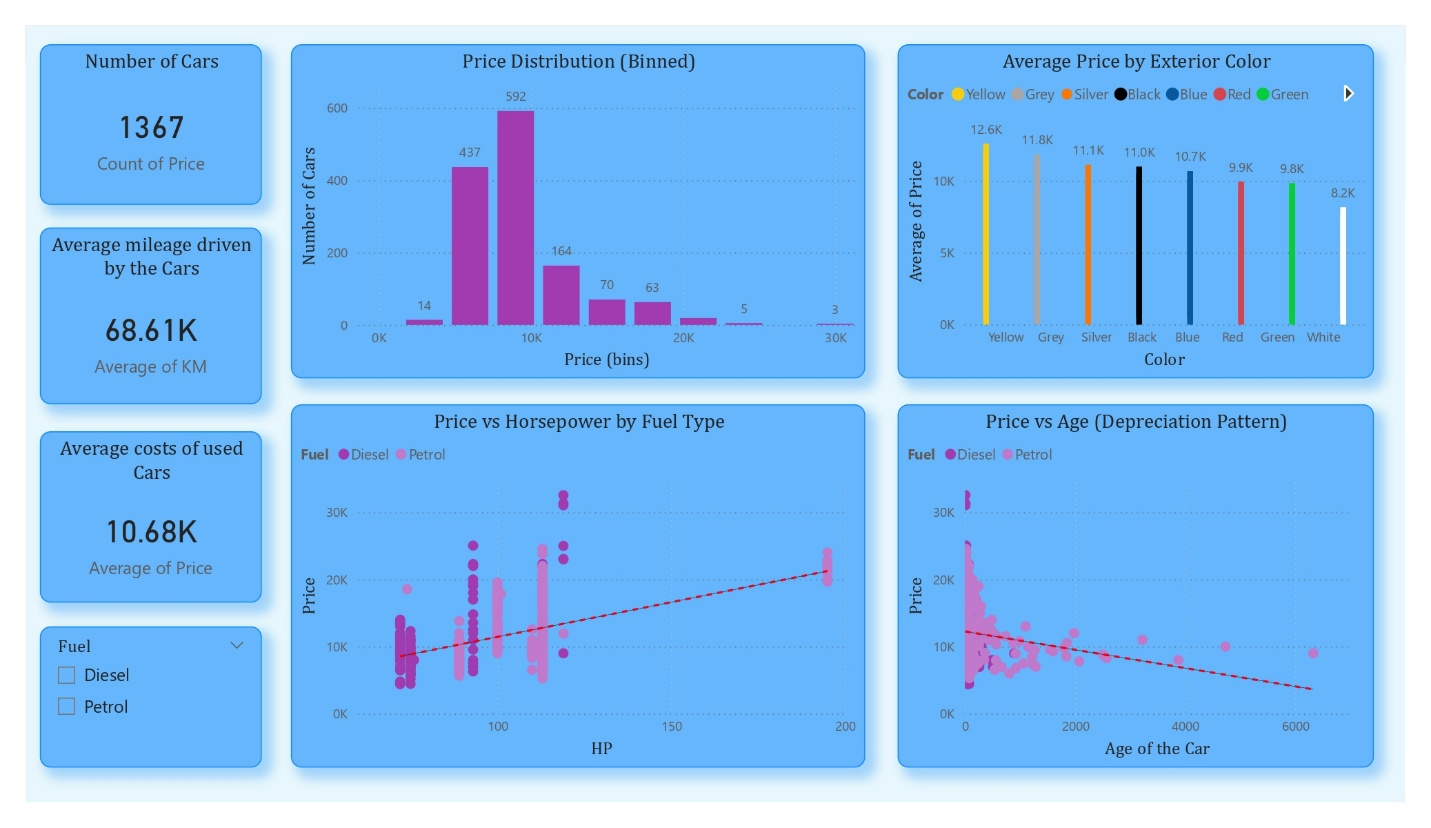 Number of Cars
1367
Count of Price
Average mileage driven
by the Cars
68.61K
Average of KM
Average costs of used
Cars
10.68K
Average of Price
Fuel
Diesel
Petrol
Price Distribution (Binned)
Number of Cars
600
400
200
0
14
437
592
164
70
63
5
3
0K
10K
20K
30K
Price (bins)
Average Price by Exterior Color
Color Yellow Grey Silver Black Blue Red Green
Average of Price
10K
5K
0K
12.6K
11.8K
11.1K
11.0K
10.7K
9.9K
9.8K
8.2K
Yellow Grey Silver Black Blue Red Green White
Color
Price vs Horsepower by Fuel Type
Fuel Diesel Petrol
Price
30K
20K
10K
0K
100
150
200
HP
Price vs Age (Depreciation Pattern)
Fuel Diesel Petrol
Price
30K
20K
10K
0K
0
2000
4000
6000
Age of the Car